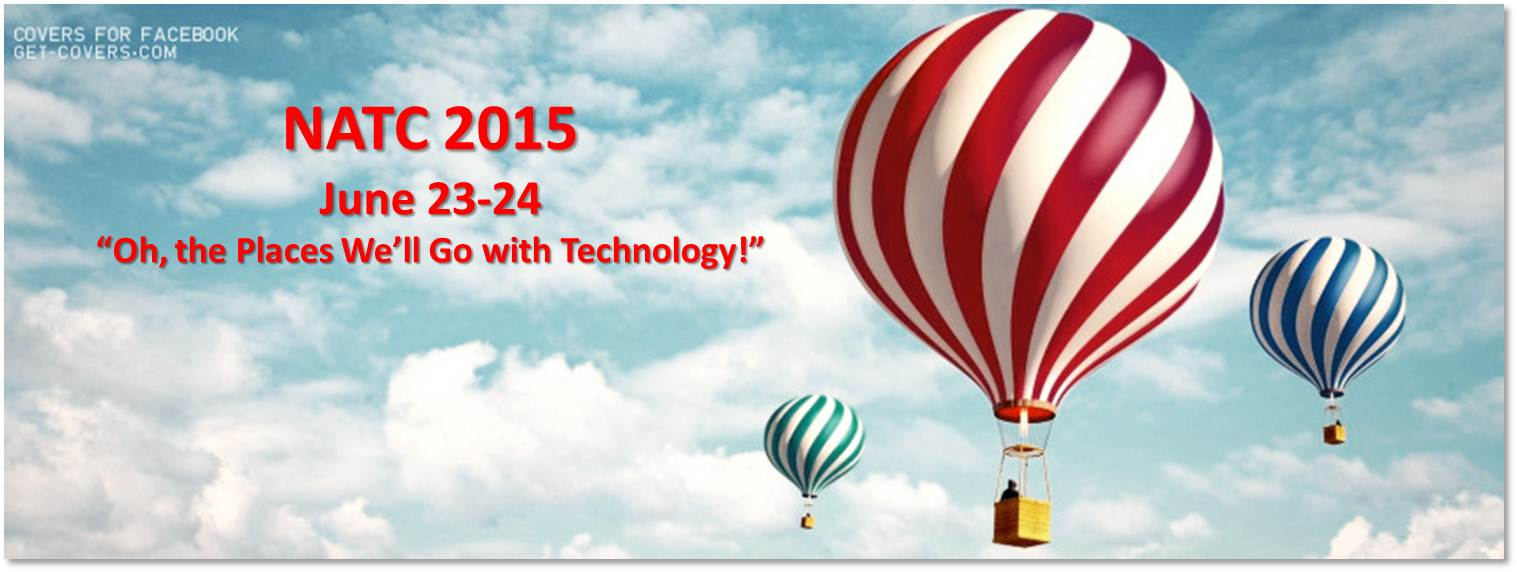 COVERS FOR FACEBOOK
GET-COVERS.COM
NATC 2015
June 23-24
“Oh, the Places We’ll Go with Technology!”